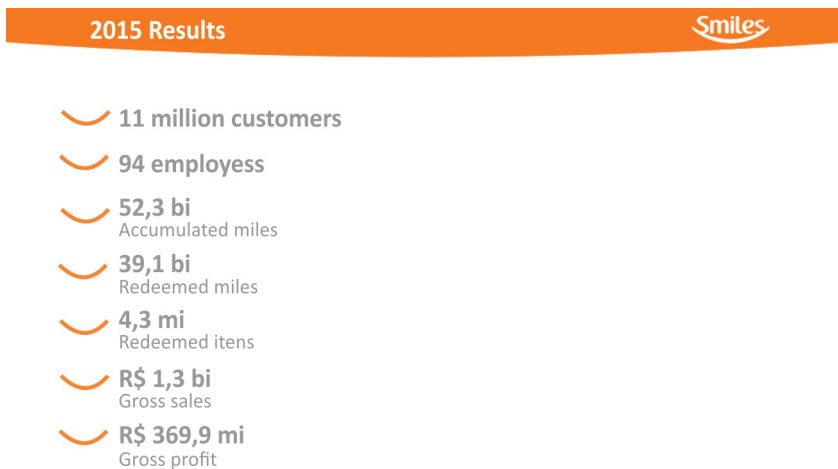 2015 Results
Smiles
11 million customers
94 employess
52,3 bi
Accumulated miles
39,1 bi
Redeemed miles
4,3 mi
Redeemed itens
R$ 1,3 bi
Gross sales
R$ 369,9 mi
Gross profit